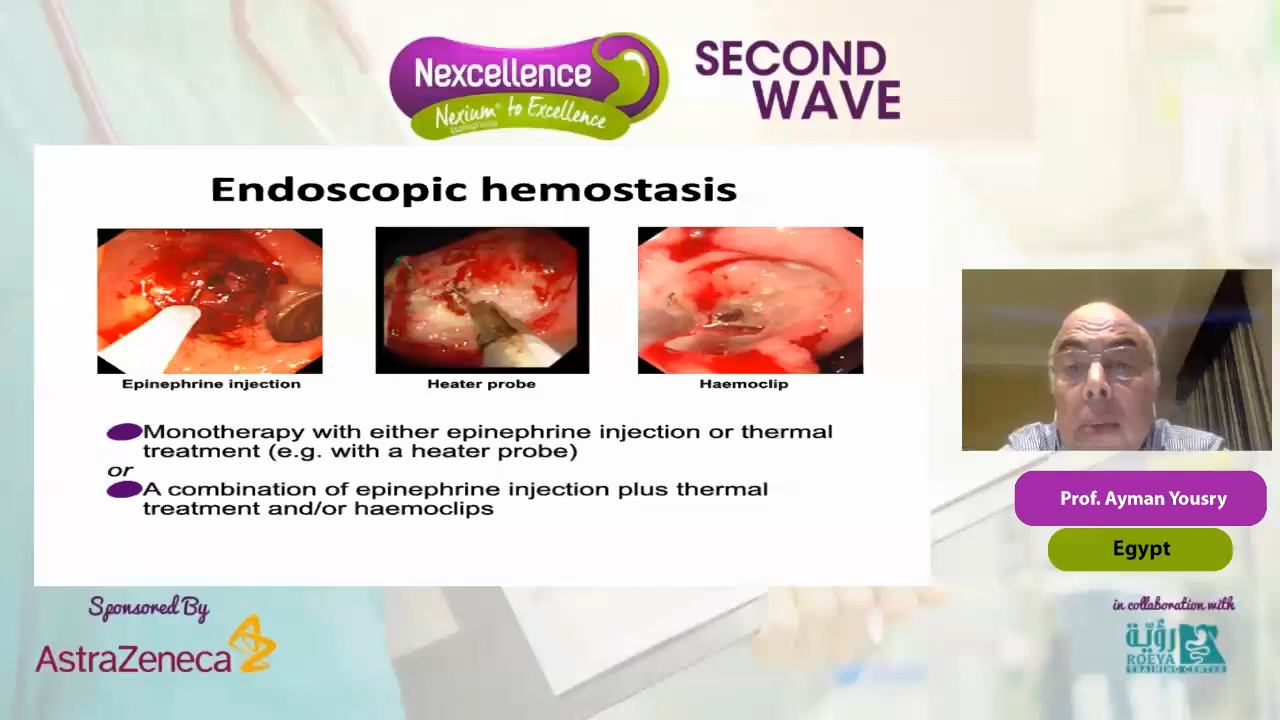 Nexcellence
Nexium® to Excellence
SECOND
WAVE
Endoscopic hemostasis
Epinephrine injection
Heater probe
Haemoclip
Monotherapy with either epinephrine injection or thermal
treatment (e.g. with a heater probe)
or
A combination of epinephrine injection plus thermal
treatment and/or haemoclips
Prof. Ayman Yousry
Egypt
Sponsored By
AstraZeneca
in collaboration with
رؤية
ROEYA
TRAINING CENTER